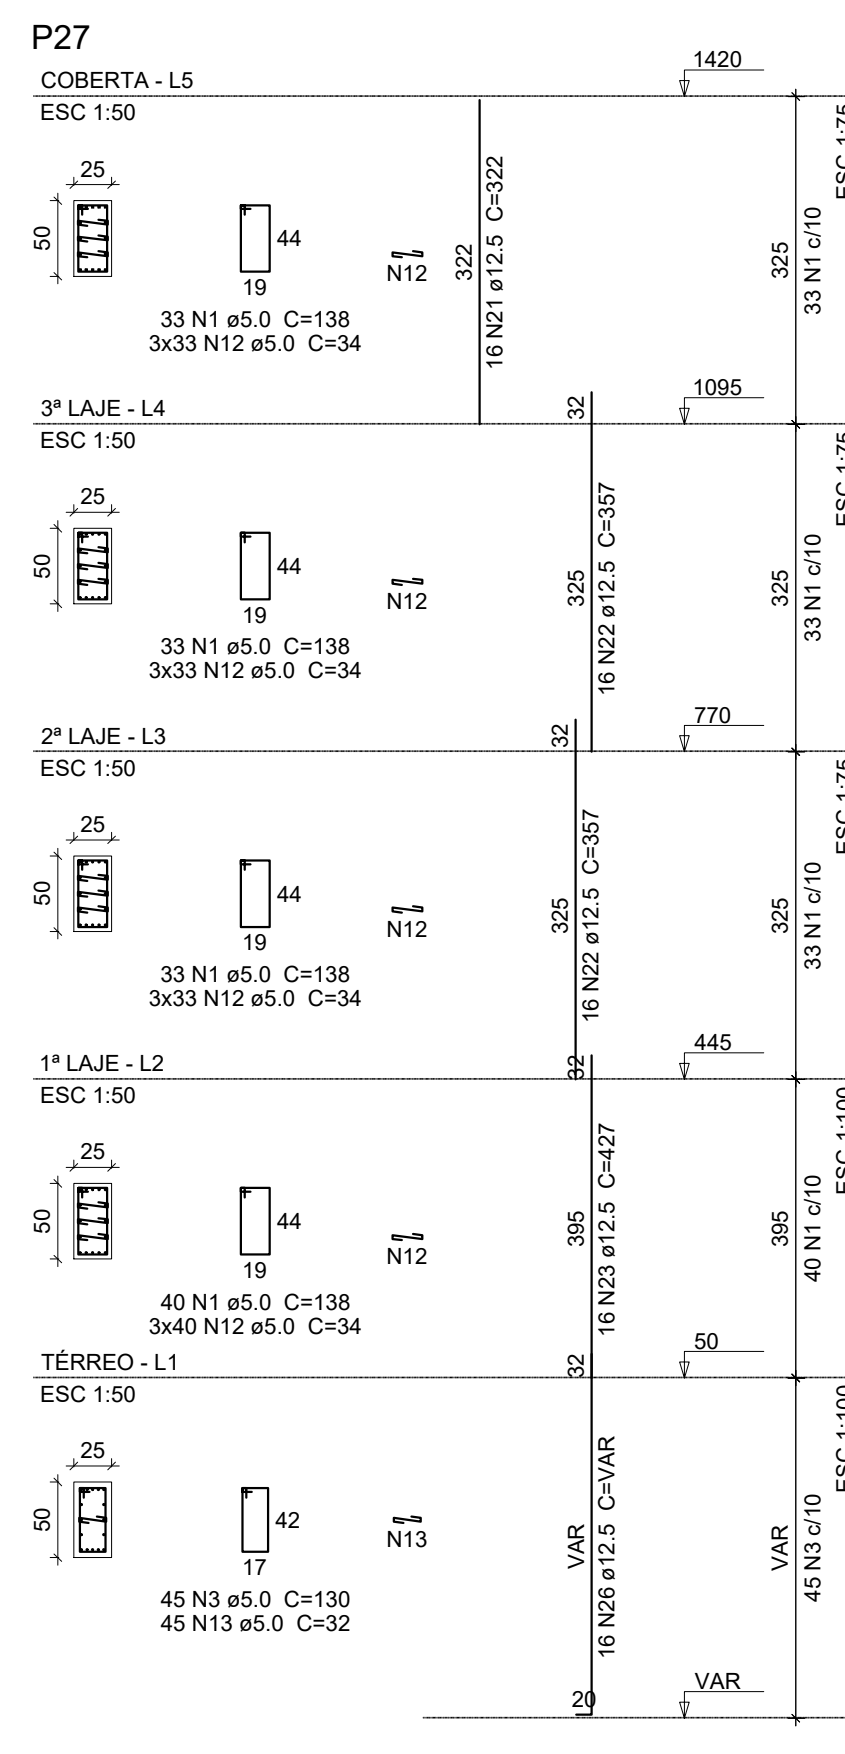 P27
COBERTA - L5
1420
ESC 1:50
ESC 1:75
25
50
44
19
N12
33 N1 ø5.0 C=138
3x33 N12 ø5.0 C=34
322
16 N21 ø12.5 C=322
325
33 N1 c/10
3ª LAJE - L4
32
1095
ESC 1:50
ESC 1:75
25
50
44
19
N12
33 N1 ø5.0 C=138
3x33 N12 ø5.0 C=34
325
16 N22 ø12.5 C=357
325
33 N1 c/10
2ª LAJE - L3
32
770
ESC 1:50
ESC 1:75
25
50
44
19
N12
33 N1 ø5.0 C=138
3x33 N12 ø5.0 C=34
325
16 N22 ø12.5 C=357
325
33 N1 c/10
1ª LAJE - L2
32
445
ESC 1:50
ESC 1:100
25
50
44
19
N12
40 N1 ø5.0 C=138
3x40 N12 ø5.0 C=34
395
16 N23 ø12.5 C=427
395
40 N1 c/10
TÉRREO - L1
32
50
ESC 1:50
ESC 1:100
25
50
42
17
N13
45 N3 ø5.0 C=130
45 N13 ø5.0 C=32
VAR
16 N26 ø12.5 C=VAR
VAR
45 N3 c/10
20
VAR